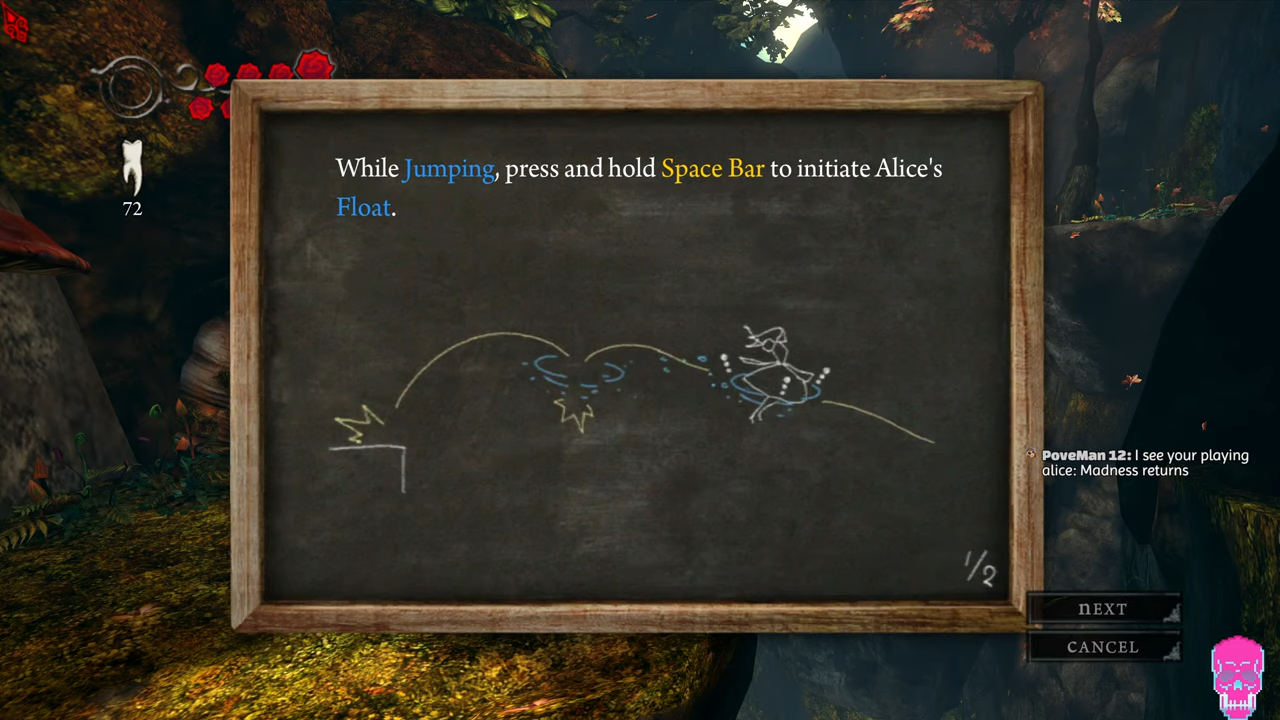 While Jumping, press and hold Space Bar to initiate Alice's
Float.
72
PoveMan 12: I see your playing
alice: Madness returns
1/2
NEXT
CANCEL